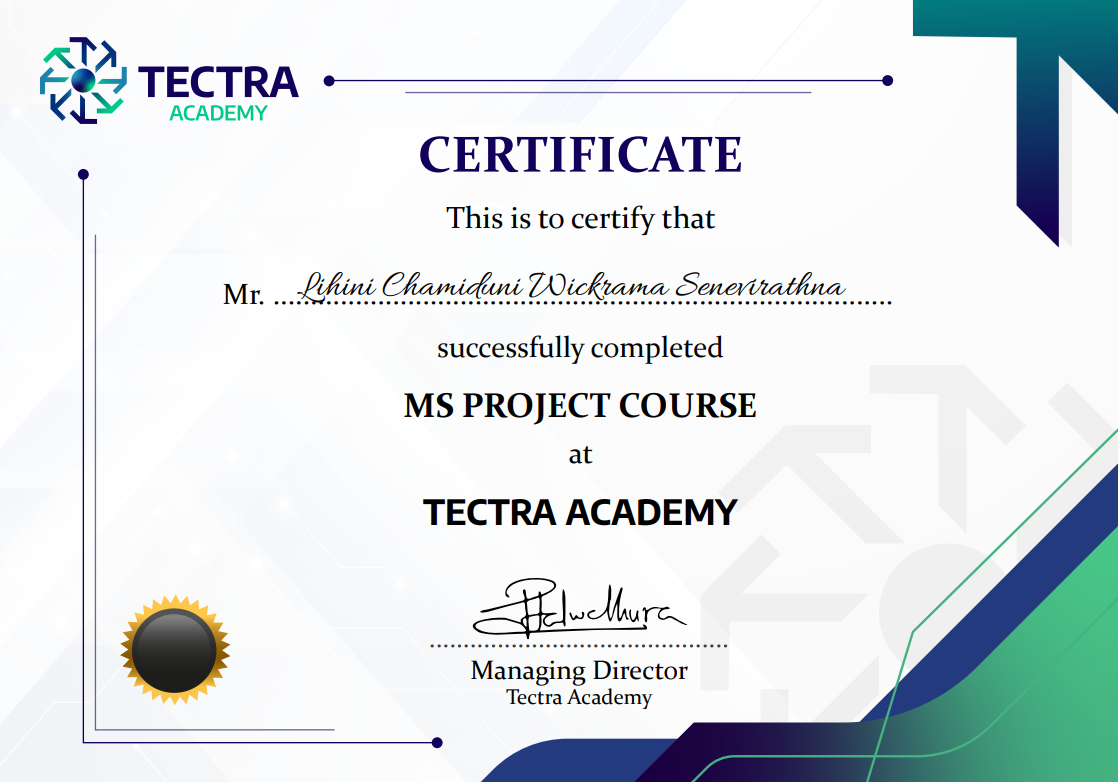 TECTRA
ACADEMY
CERTIFICATE
This is to certify that
Mr. Lihini Chamiduni Wickrama Senevirathna
successfully completed
MS PROJECT COURSE
at
TECTRA ACADEMY
Managing Director
Tectra Academy